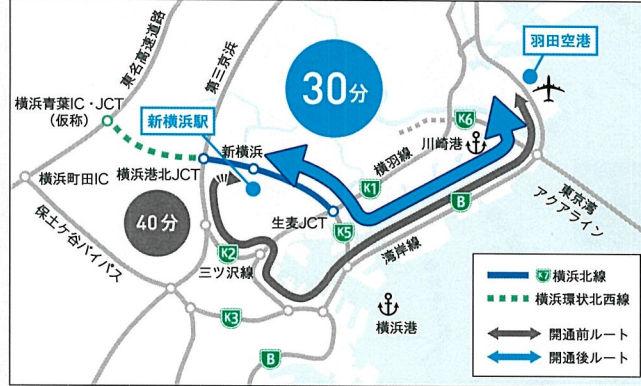 東名高速道路
第三京浜
30分
羽田空港
横浜青葉IC・JCT
(仮称)
新横浜駅
新横浜
横浜港北JCT
横浜町田IC
40分
保土ケ谷バイパス
K6
川崎港
横羽線
K1
B
生麦JCT
K5
湾岸線
東京湾
アクアライン
K2
三ツ沢線
K3
横浜港
B
K7 横浜北線
横浜環状北西線
開通前ルート
開通後ルート